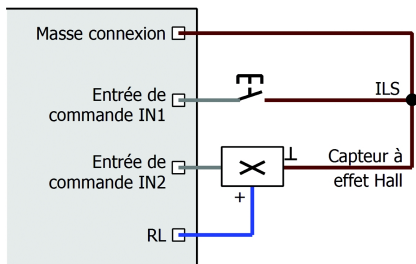 Masse connexion
Entrée de
commande IN1
ILS
Entrée de
commande IN2
Capteur à
effet Hall
+
RL